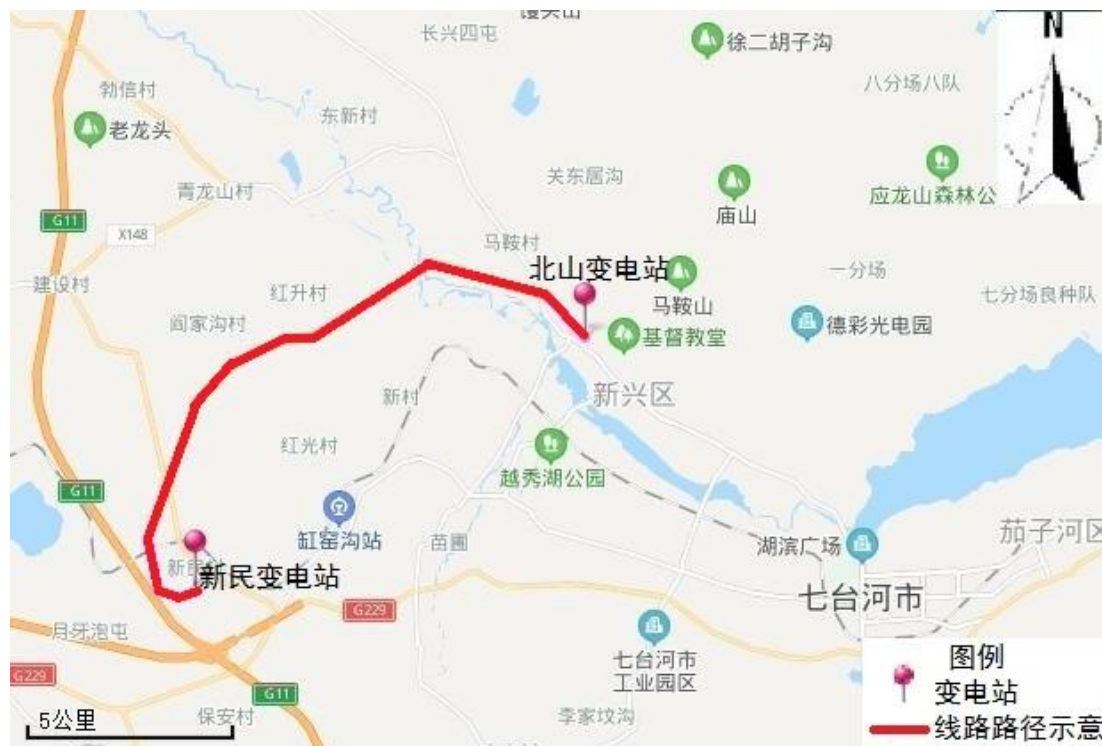 长兴四屯
徐二胡子沟
N
勃信村
八分场八队
东新村
老龙头
关东居沟
青龙山村
庙山
应龙山森林公
G11
X148
马鞍村
北山变电站
一分场
建设村
红升村
马鞍山
七分场良种队
阎家沟村
基督教堂
德彩光电园
新村
新兴区
红光村
越秀湖公园
G11
缸窑沟站
苗圃
湖滨广场
茄子河区
新民变电站
七台河市
G229
月牙泡屯
七台河市
工业园区
图例
G229
变电站
G11
5公里
保安村
李家坟沟
线路路径示意